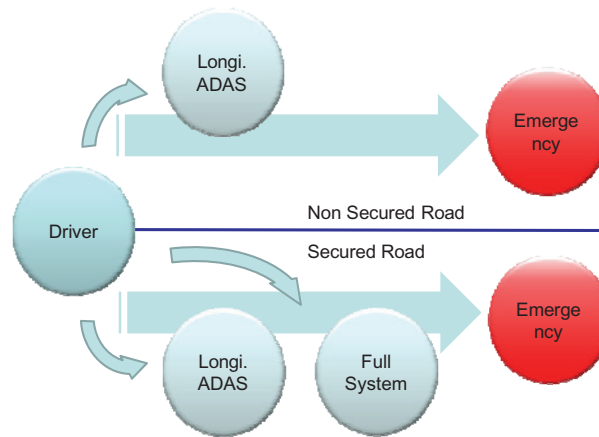 Longi.
ADAS
Emerge
ncy
Non Secured Road
Driver
Secured Road
Emerge
ncy
Longi.
ADAS
Full
System